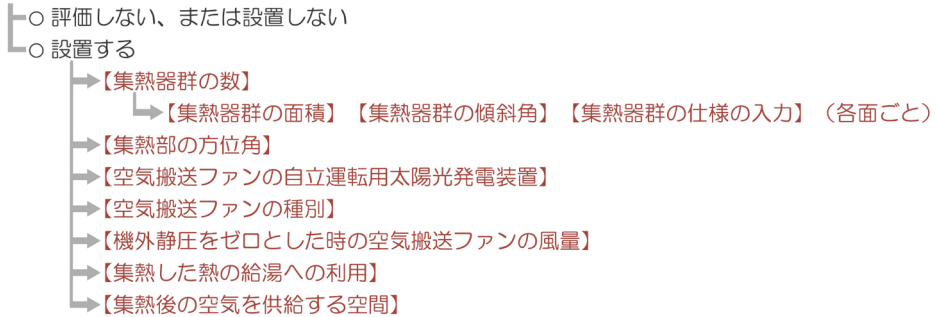 ○ 評価しない、または設置しない
○ 設置する
【集熱器群の数】
【集熱器群の面積】【集熱器群の傾斜角】【集熱器群の仕様の入力】（各面ごと）
【集熱部の方位角】
【空気搬送ファンの自立運転用太陽光発電装置】
【空気搬送ファンの種別】
【機外静圧をゼロとした時の空気搬送ファンの風量】
【集熱した熱の給湯への利用】
【集熱後の空気を供給する空間】